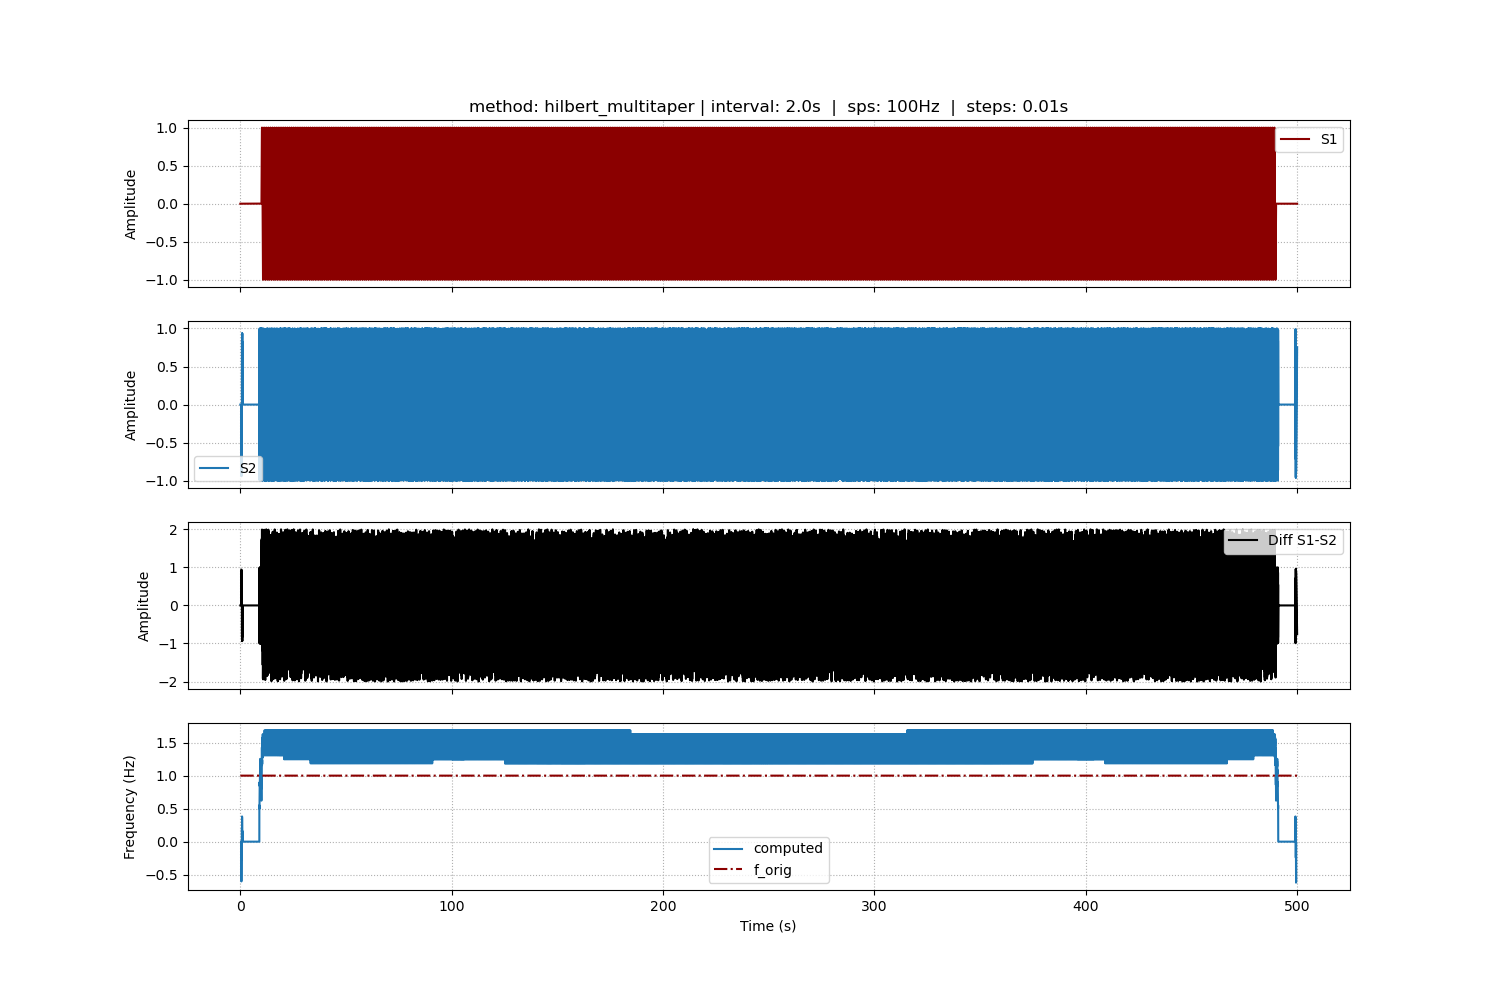 method: hilbert_multitaper | interval: 2.0s | sps: 100Hz | steps: 0.01s
1.0
0.5
0.0
−0.5
−1.0
Amplitude
S1
1.0
0.5
0.0
−0.5
−1.0
Amplitude
S2
2
1
0
−1
−2
Amplitude
Diff S1-S2
1.5
1.0
0.5
0.0
−0.5
Frequency (Hz)
computed
f_orig
0 100 200 300 400 500
Time (s)